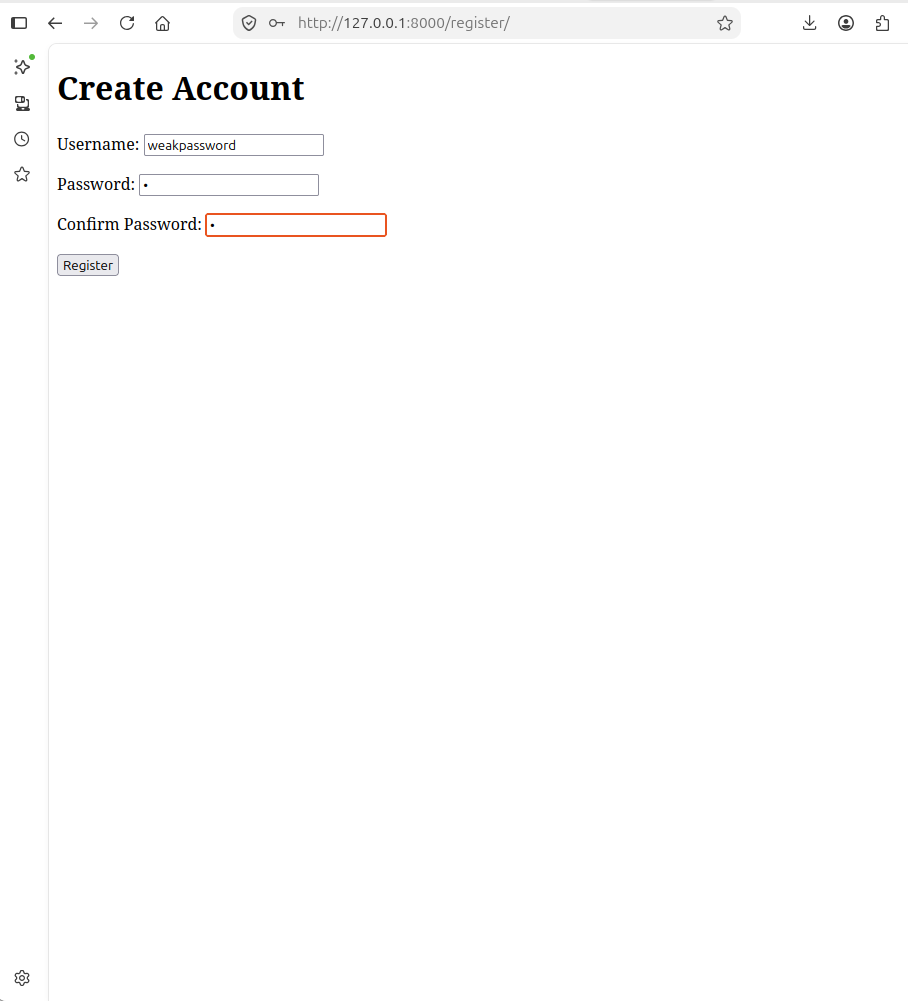 http://127.0.0.1:8000/register/
Create Account
Username: weakpassword
Password: •
Confirm Password: •
Register